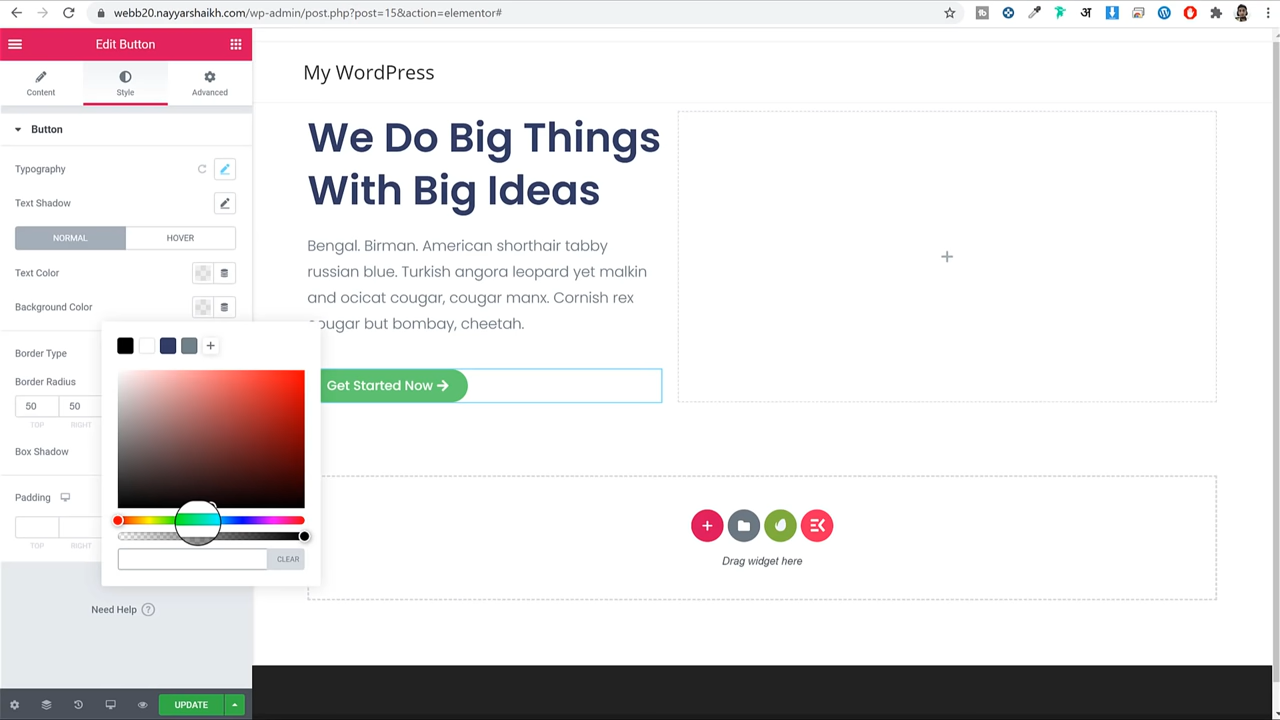 webb20.nayyarshaikh.com/wp-admin/post.php?post=15&action=elementor#
Edit Button
Content
Style
Advanced
Button
Typography
Text Shadow
NORMAL
HOVER
Text Color
Background Color
Border Type
Border Radius
50
50
TOP
RIGHT
Box Shadow
Padding
TOP
RIGHT
CLEAR
Need Help
UPDATE
My WordPress
We Do Big Things
With Big Ideas
Bengal. Birman. American shorthair tabby
russian blue. Turkish angora leopard yet malkin
and ocicat cougar, cougar manx. Cornish rex
cougar but bombay, cheetah.
Get Started Now
Drag widget here